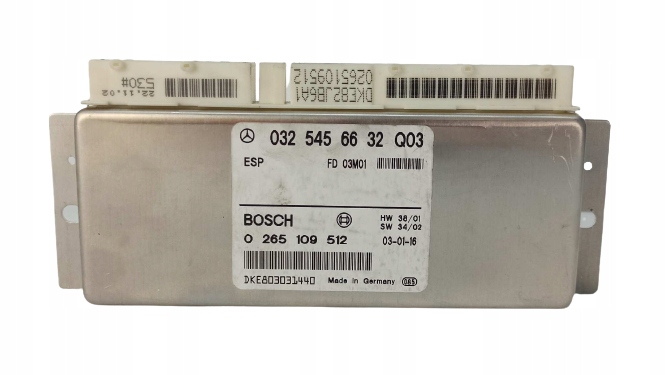 22.11.02
530#
DKE82JB6A1
0265109512
032 545 66 32 Q03
ESP
FD 03M01
BOSCH
HW 36/01
SW 34/02
0 265 109 512
03-01-16
DKE803031440
Made in Germany